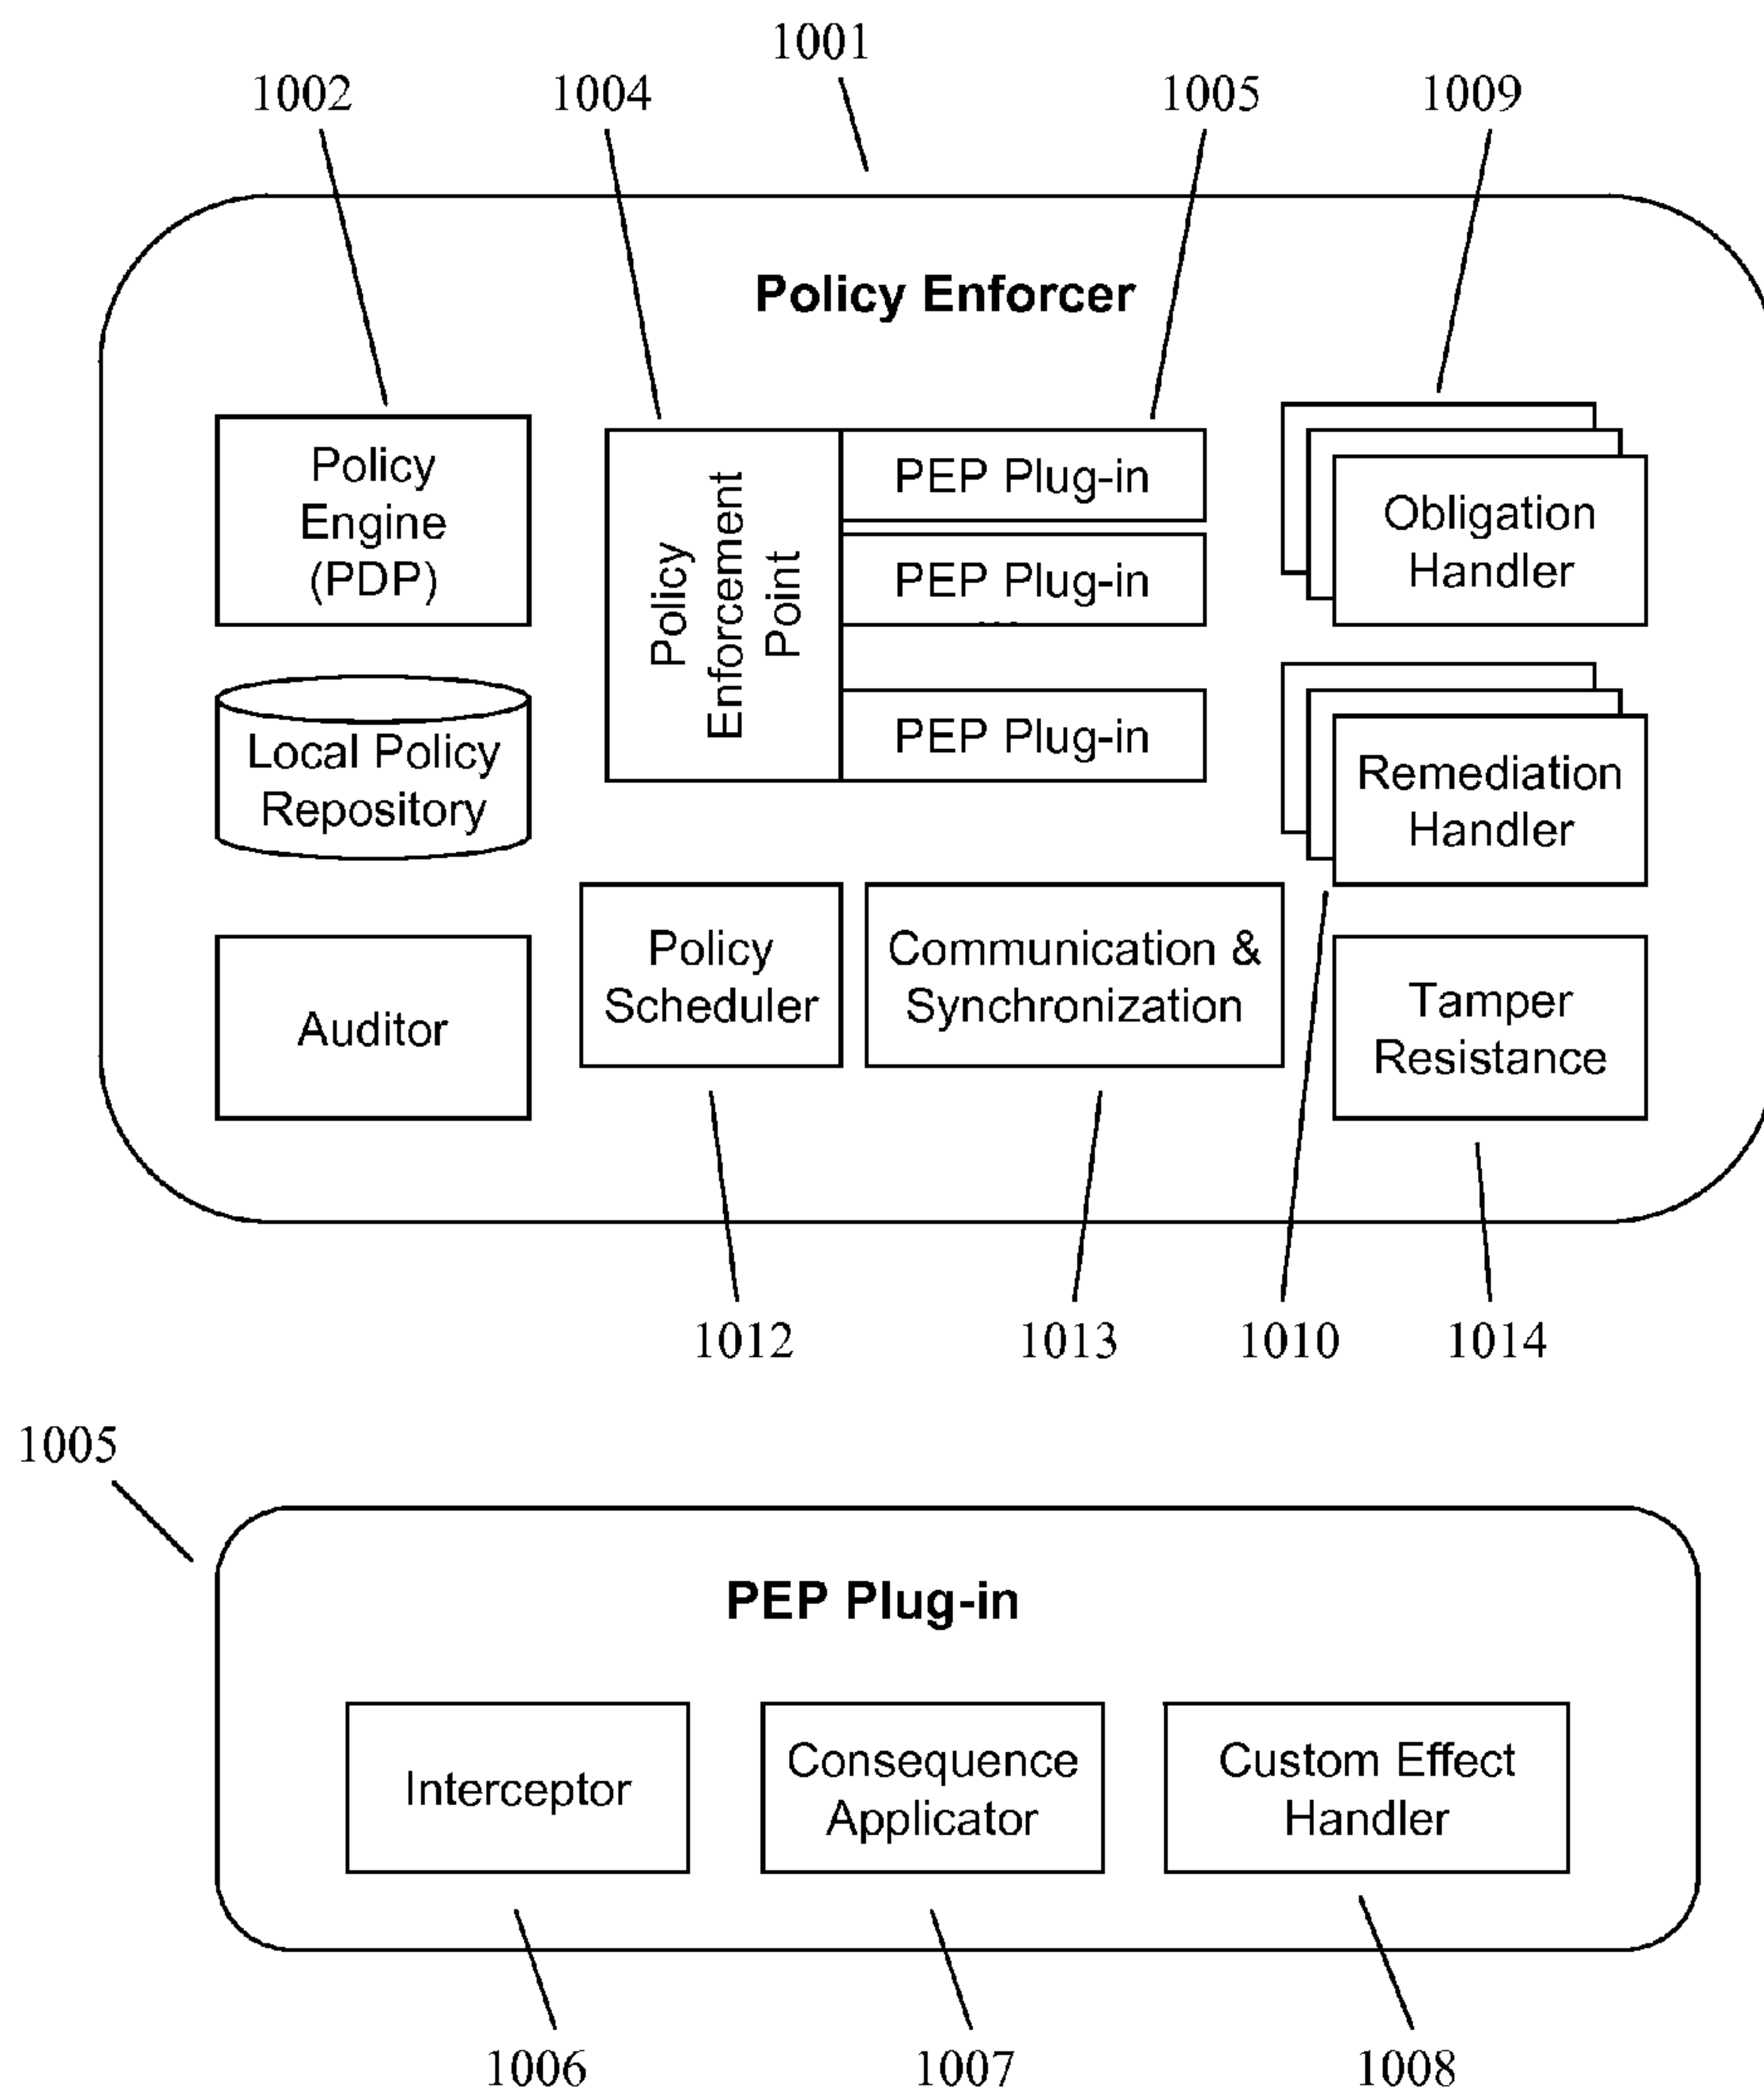 1001
1002
1004
1005
1009
Policy Enforcer
Policy
Engine
(PDP)
Policy
Enforcement
Point
PEP Plug-in
PEP Plug-in
...
PEP Plug-in
Obligation
Handler
Local Policy
Repository
Remediation
Handler
Auditor
Policy
Scheduler
Communication &
Synchronization
Tamper
Resistance
1012
1013
1010
1014
1005
PEP Plug-in
Interceptor
Consequence
Applicator
Custom Effect
Handler
1006
1007
1008